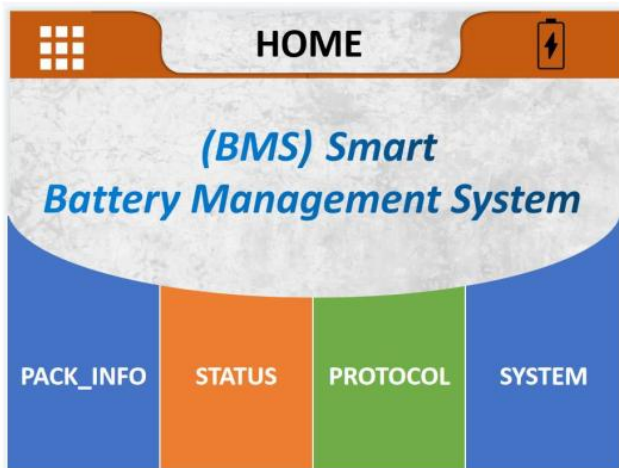 HOME
(BMS) Smart
Battery Management System
PACK_INFO
STATUS
PROTOCOL
SYSTEM